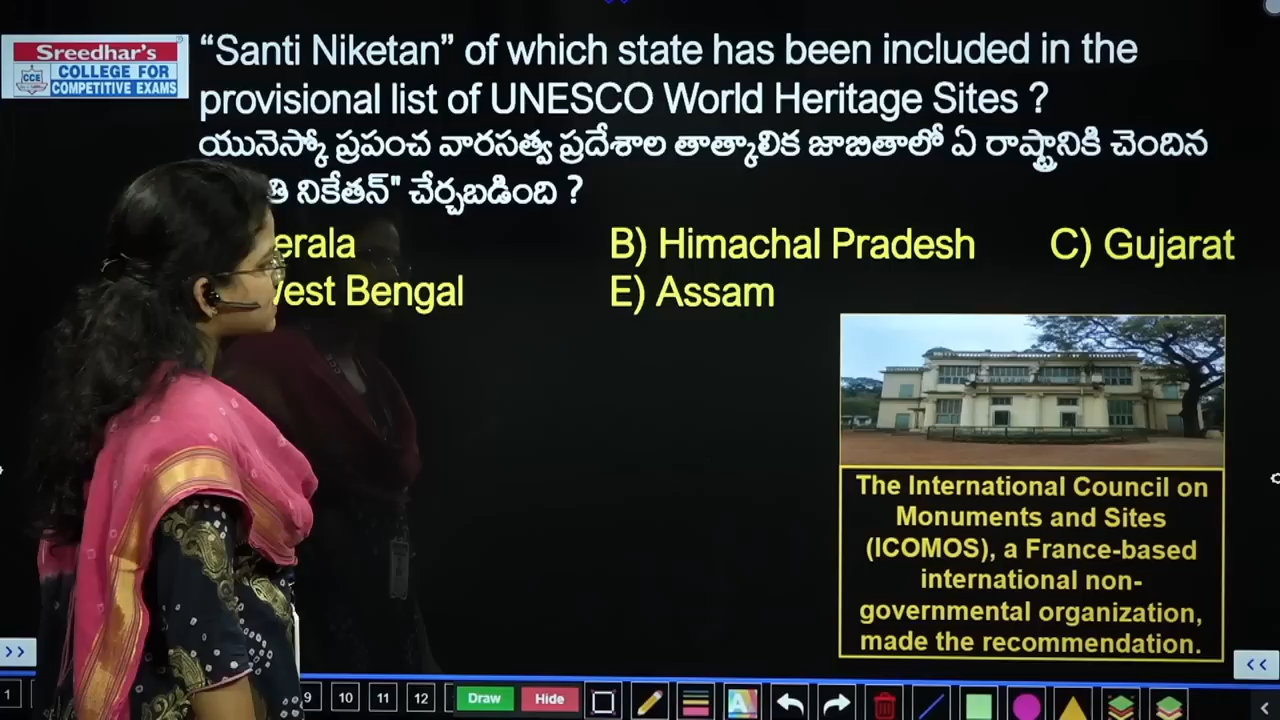 Sreedhar's
CCE
COLLEGE FOR
COMPETITIVE EXAMS
“Santi Niketan” of which state has been included in the
provisional list of UNESCO World Heritage Sites ?
యునెస్కో ప్రపంచ వారసత్వ ప్రదేశాల తాత్కాలిక జాబితాలో ఏ రాష్ట్రానికి చెందిన
నికేతన్" చేర్చబడింది ?
B) Himachal Pradesh C) Gujarat
Bengal E) Assam
The International Council on
Monuments and Sites
(ICOMOS), a France-based
international non-
governmental organization,
made the recommendation.
>> <<
1 9 10 11 12 Draw Hide A <